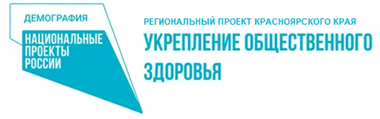 ДЕМОГРАФИЯ
НАЦИОНАЛЬНЫЕ
ПРОЕКТЫ
РОССИИ
РЕГИОНАЛЬНЫЙ ПРОЕКТ КРАСНОЯРСКОГО КРАЯ
УКРЕПЛЕНИЕ ОБЩЕСТВЕННОГО
ЗДОРОВЬЯ